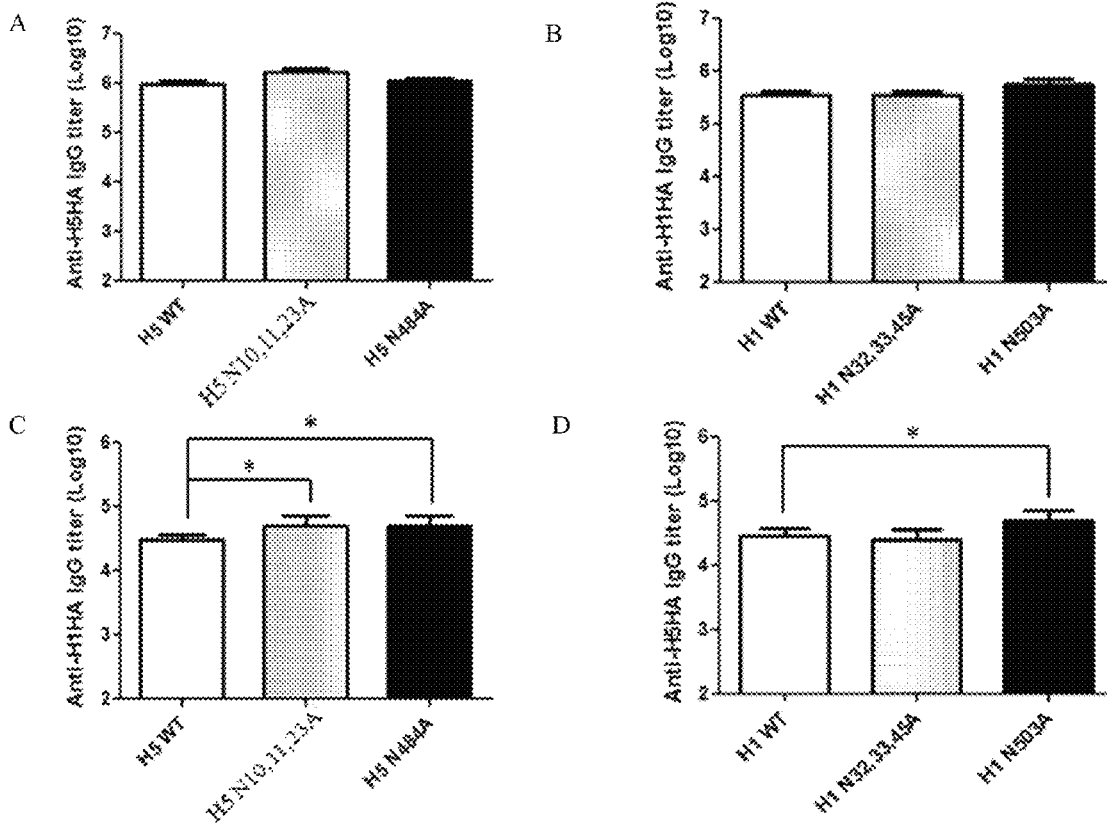 A
Anti-H5HA IgG titer (Log10)
7
6
5
4
3
2
H5 WT
H5 N10,11,23A
H5 N484A
B
Anti-H1HA IgG titer (Log10)
7
6
5
4
3
2
H1 WT
H1 N32,33,45A
H1 N503A
C
Anti-H1HA IgG titer (Log10)
6
5
4
3
2
*
*
H5 WT
H5 N10,11,23A
H5 N484A
D
Anti-H5HA IgG titer (Log10)
6
5
4
3
2
*
H1 WT
H1 N32,33,45A
H1 N503A